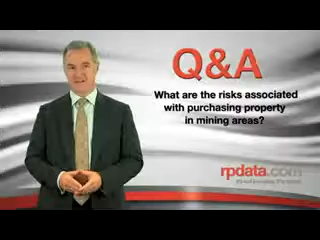 Q&A
What are the risks associated
with purchasing property
in mining areas?
rpdata.com